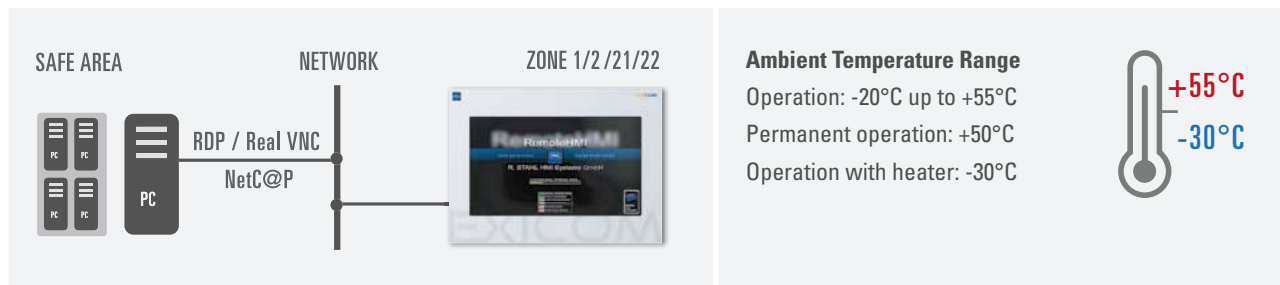 SAFE AREA
NETWORK
ZONE 1/2 /21/22
PC PC
PC PC
PC
RDP / Real VNC
NetC@P
RemoteHMI
RemoteHMI
R. STAHL HMI Systems GmbH
EXICOM
Ambient Temperature Range
Operation: -20°C up to +55°C
Permanent operation: +50°C
Operation with heater: -30°C
+55°C
-30°C